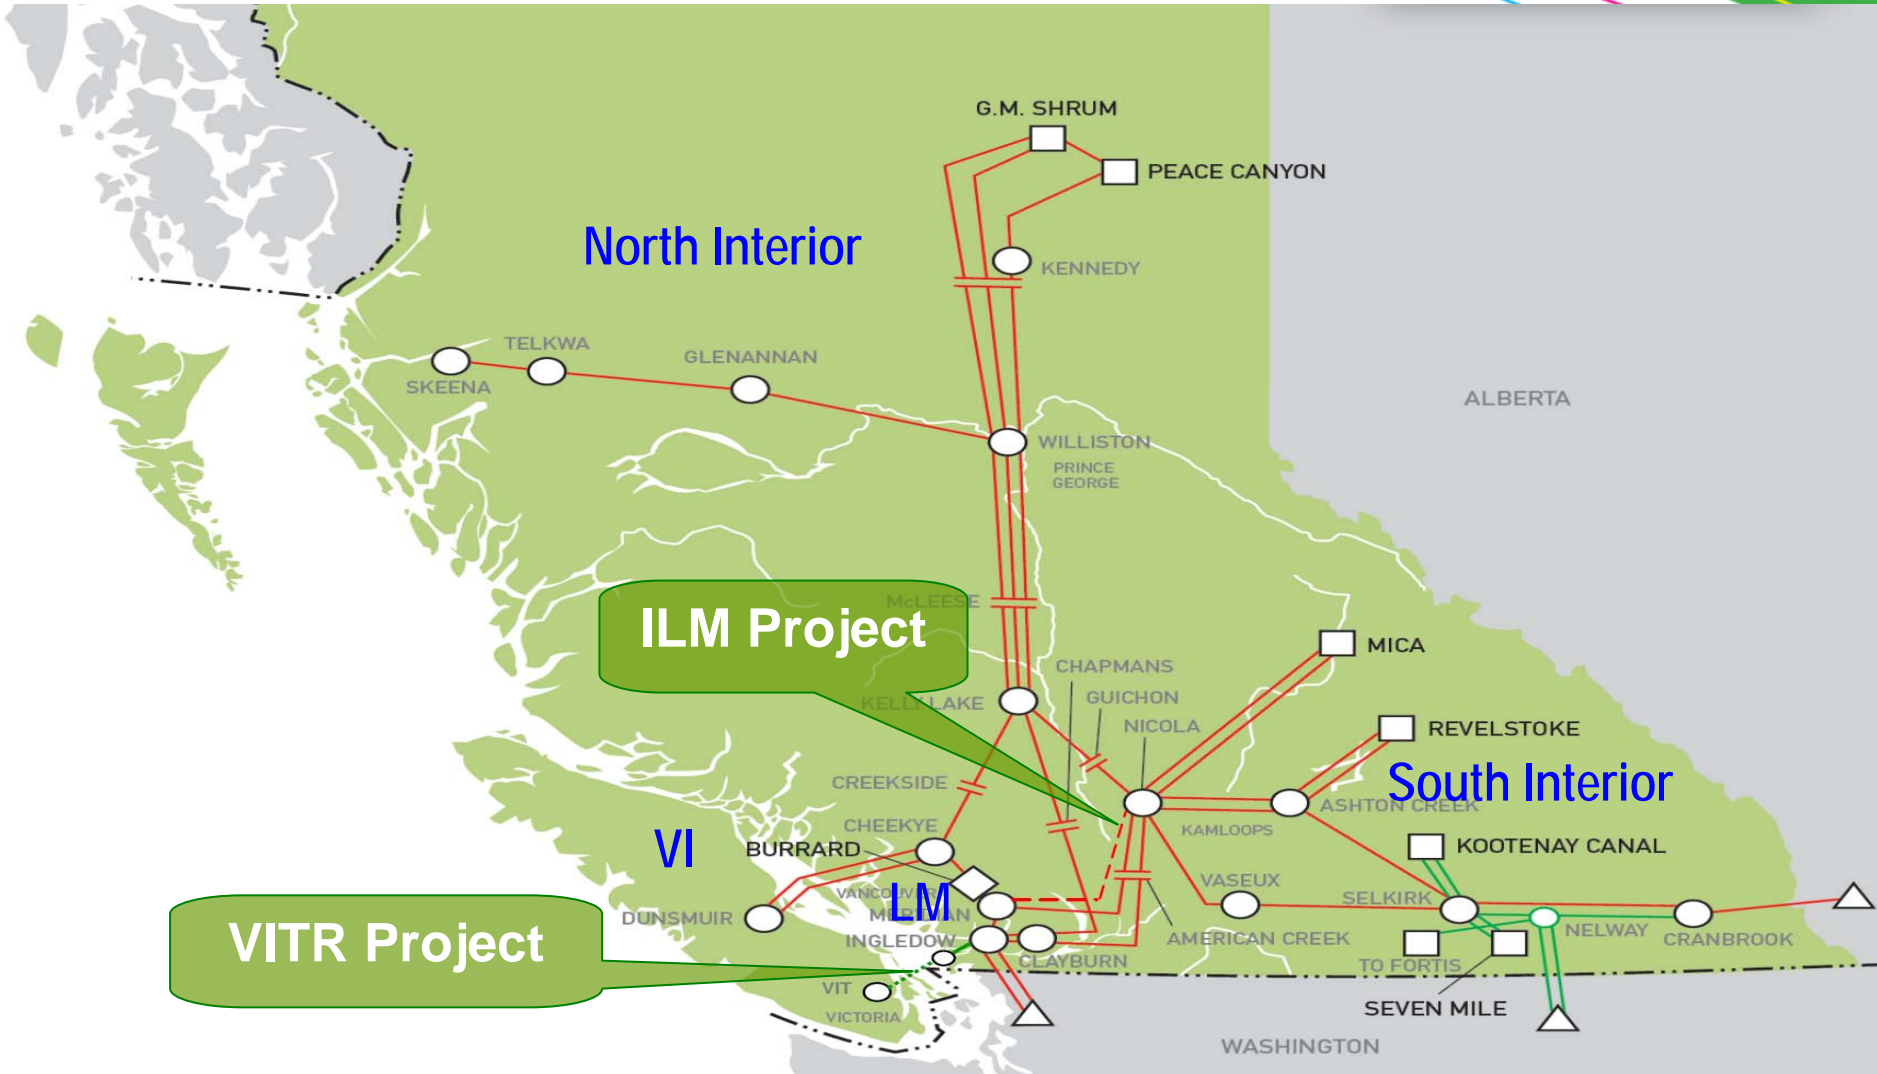 G.M. SHRUM
PEACE CANYON
North Interior
KENNEDY
TELKWA
GLENANNAN
SKEENA
ALBERTA
WILLISTON
PRINCE
GEORGE
McLEESE
ILM Project
MICA
CHAPMANS
KELLY LAKE
GUICHON
NICOLA
REVELSTOKE
South Interior
CREEKSIDE
ASHTON CREEK
CHEEKYE
KAMLOOPS
VI
BURRARD
KOOTENAY CANAL
VANCOUVER
LM
VASEUX
SELKIRK
MERIDIAN
DUNSMUIR
VITR Project
INGLEDOW
AMERICAN CREEK
NELWAY
CRANBROOK
CLAYBURN
TO FORTIS
VIT
SEVEN MILE
VICTORIA
WASHINGTON